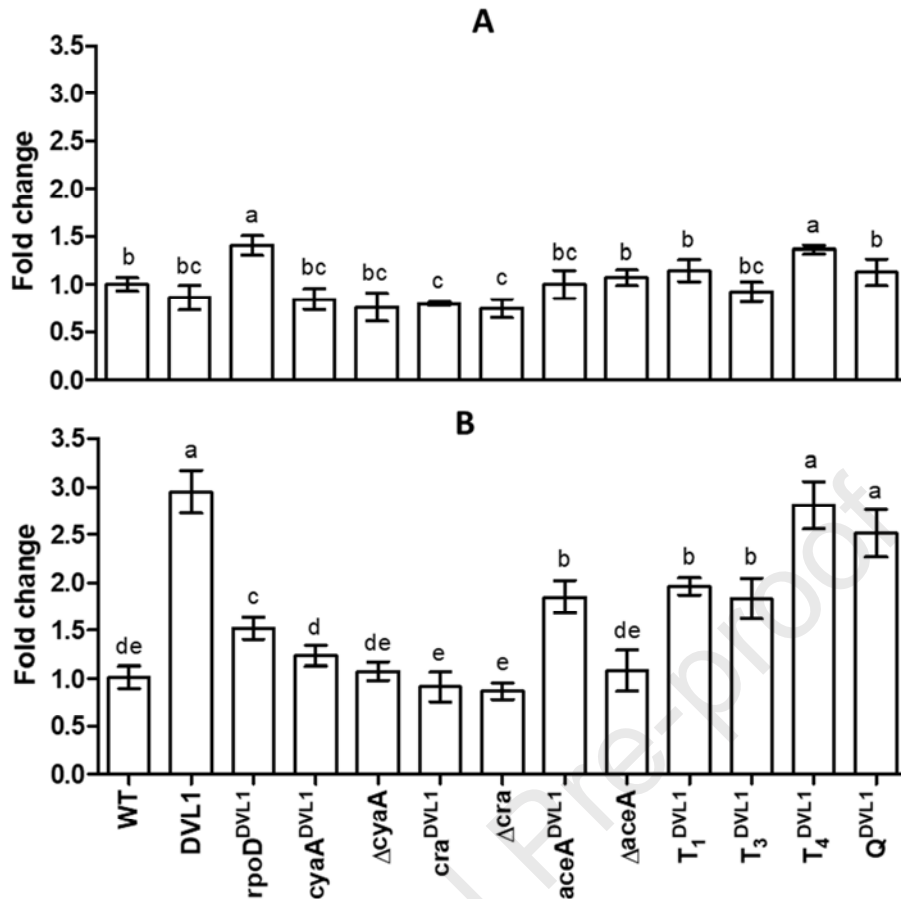 A
Fold change
3.5
3.0
2.5
2.0
1.5
1.0
0.5
0.0
b bc a bc bc c c bc b b bc a b
B
Fold change
3.5
3.0
2.5
2.0
1.5
1.0
0.5
0.0
de a c d de e e b de b b a a
WT
DVL1
rpoD^DVL1
cyaA^DVL1
ΔcyaA
cra^DVL1
Δcra
aceA^DVL1
ΔaceA
T₁^DVL1
T₃^DVL1
T₄^DVL1
Q^DVL1
Pre-proof